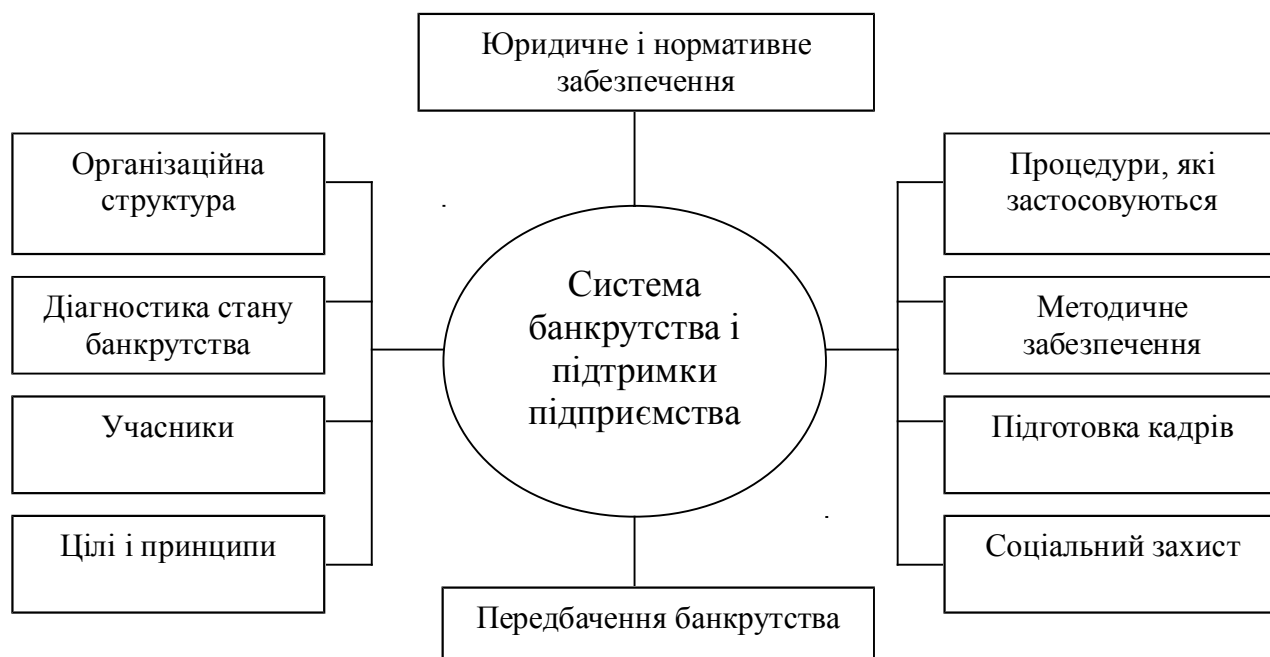 Юридичне і нормативне
забезпечення
Організаційна
структура
Діагностика стану
банкрутства
Учасники
Цілі і принципи
Система
банкрутства і
підтримки
підприємства
Процедури, які
застосовуються
Методичне
забезпечення
Підготовка кадрів
Соціальний захист
Передбачення банкрутства